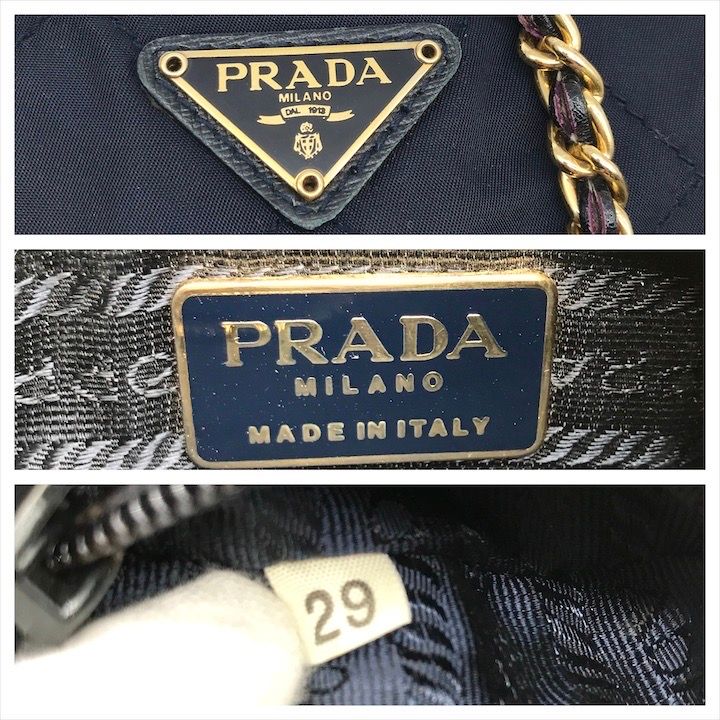 PRADA
MILANO
DAL 1913
PRADA
MILANO
MADE IN ITALY
29